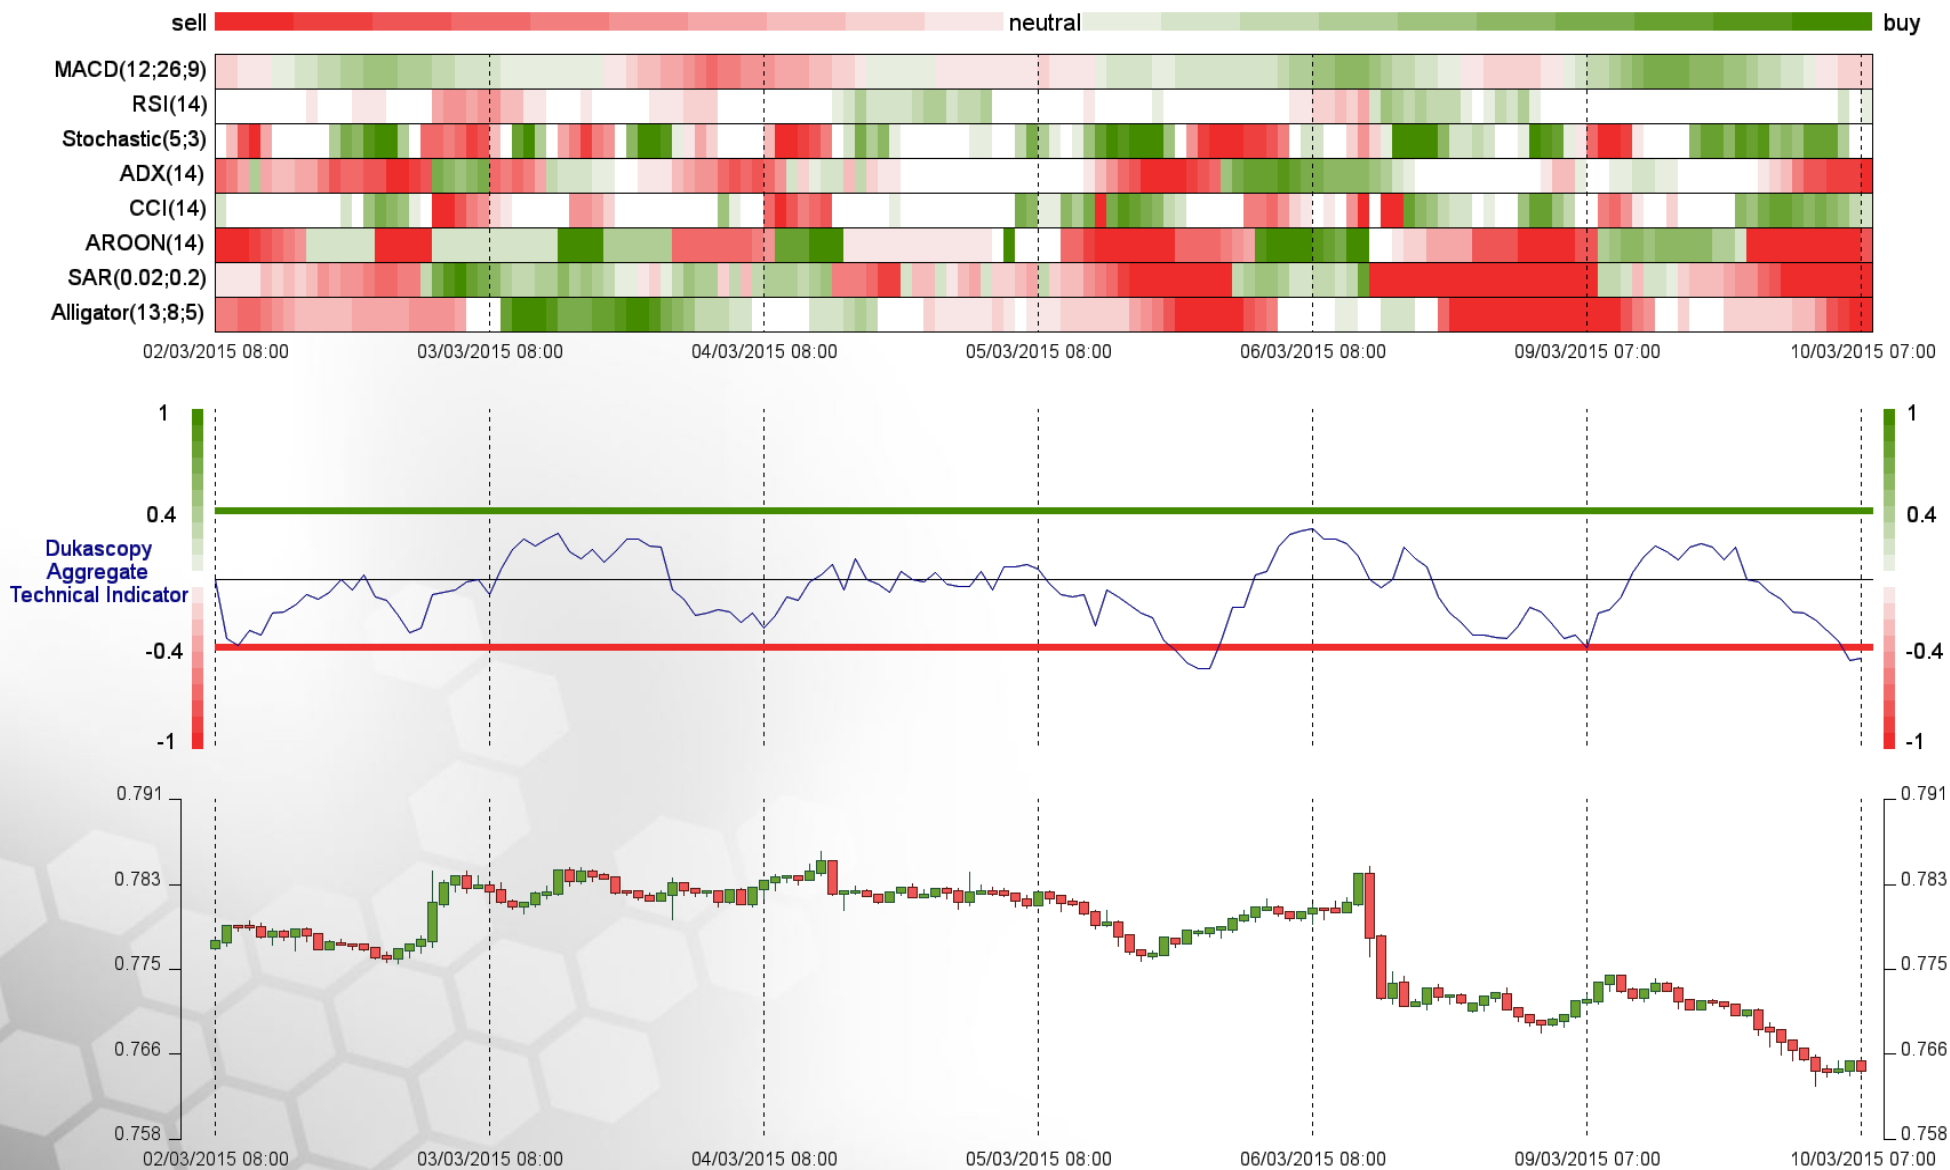 sell neutral buy
MACD(12;26;9)
RSI(14)
Stochastic(5;3)
ADX(14)
CCI(14)
AROON(14)
SAR(0.02;0.2)
Alligator(13;8;5)
02/03/2015 08:00 03/03/2015 08:00 04/03/2015 08:00 05/03/2015 08:00 06/03/2015 08:00 09/03/2015 07:00 10/03/2015 07:00
1 1
0.4 0.4
Dukascopy
Aggregate
Technical Indicator
-0.4 -0.4
-1 -1
0.791 0.791
0.783 0.783
0.775 0.775
0.766 0.766
0.758 0.758
02/03/2015 08:00 03/03/2015 08:00 04/03/2015 08:00 05/03/2015 08:00 06/03/2015 08:00 09/03/2015 07:00 10/03/2015 07:00